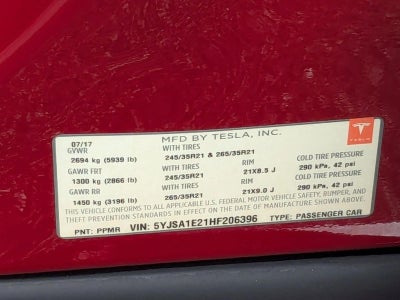 MFD BY TESLA, INC.
TESLA
07/17
GVWR WITH TIRES COLD TIRE PRESSURE
2694 kg (5939 lb) 245/35R21 & 265/35R21 290 kPa, 42 psi
GAWR FRT WITH TIRES RIM COLD TIRE PRESSURE
1300 kg (2866 lb) 245/35R21 21X8.5 J 290 kPa, 42 psi
GAWR RR WITH TIRES RIM COLD TIRE PRESSURE
1450 kg (3196 lb) 265/35R21 21X9.0 J 290 kPa, 42 psi
THIS VEHICLE CONFORMS TO ALL APPLICABLE U.S. FEDERAL MOTOR VEHICLE SAFETY, BUMPER, AND
THEFT PREVENTION STANDARDS IN EFFECT ON THE DATE OF MANUFACTURE SHOWN ABOVE.
PNT: PPMR VIN: 5YJSA1E21HF206396 TYPE: PASSENGER CAR